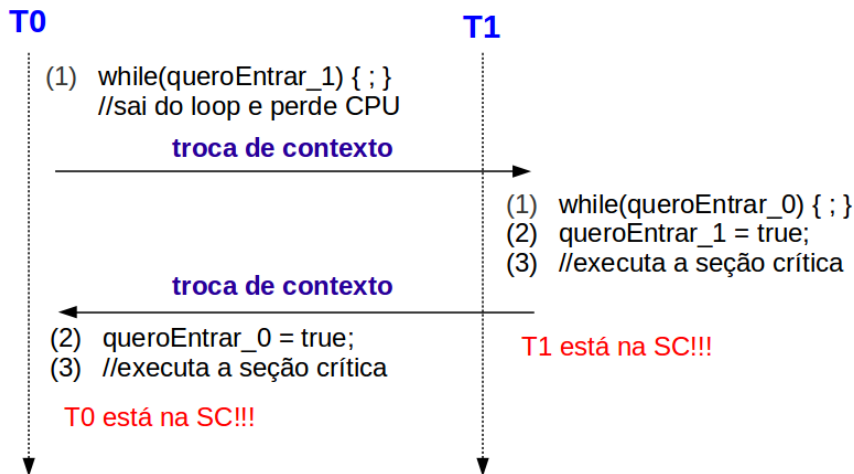 T0
T1
(1) while(queroEntrar_1) { ; }
//sai do loop e perde CPU
troca de contexto
(1) while(queroEntrar_0) { ; }
(2) queroEntrar_1 = true;
(3) //executa a seção crítica
troca de contexto
(2) queroEntrar_0 = true;
(3) //executa a seção crítica
T1 está na SC!!!
T0 está na SC!!!